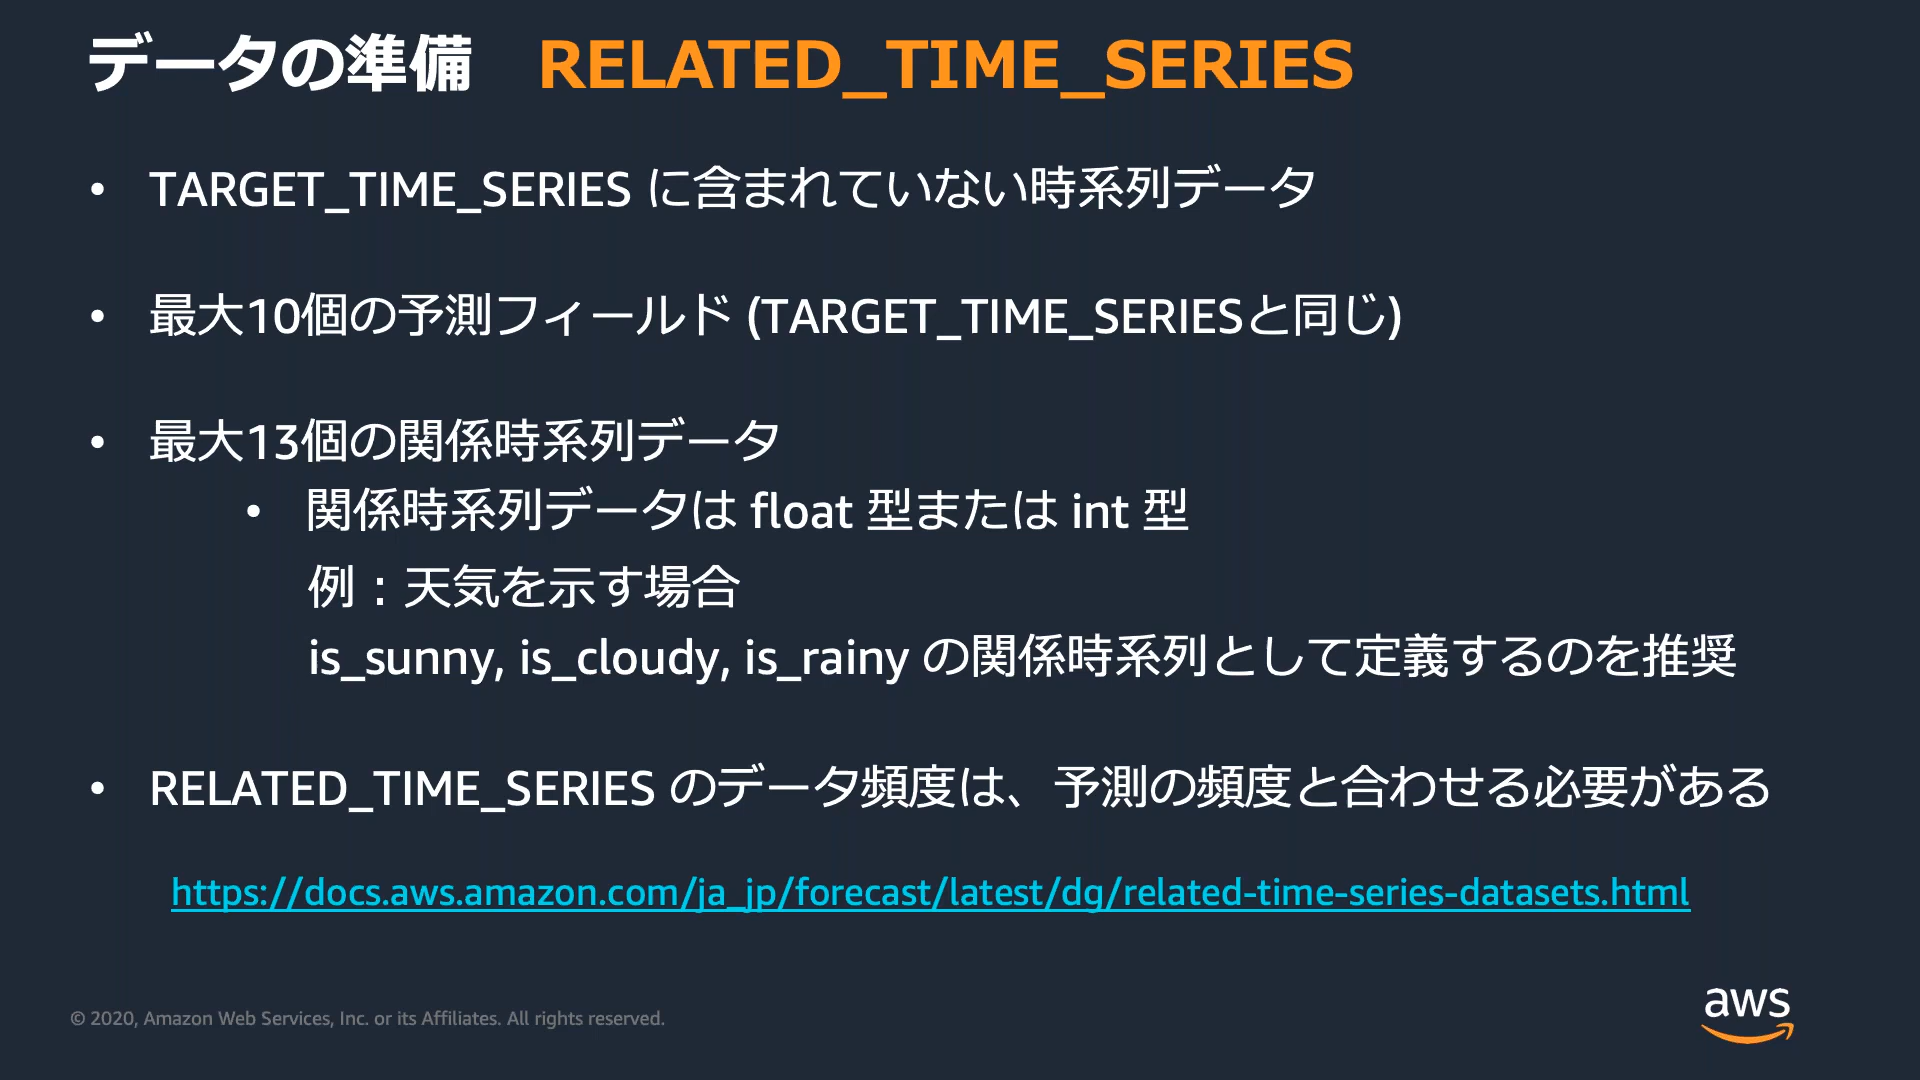 データの準備 RELATED_TIME_SERIES
• TARGET_TIME_SERIES に含まれていない時系列データ
• 最大10個の予測フィールド (TARGET_TIME_SERIESと同じ)
• 最大13個の関係時系列データ
• 関係時系列データは float 型または int 型
例：天気を示す場合
is_sunny, is_cloudy, is_rainy の関係時系列として定義するのを推奨
• RELATED_TIME_SERIES のデータ頻度は、予測の頻度と合わせる必要がある
https://docs.aws.amazon.com/ja_jp/forecast/latest/dg/related-time-series-datasets.html
© 2020, Amazon Web Services, Inc. or its Affiliates. All rights reserved.
aws